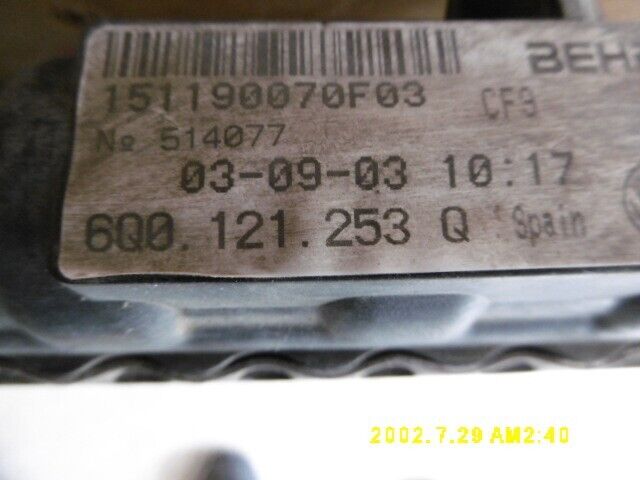 BEH
151190070F03 CF9
No 514077
03-09-03 10:17
6Q0.121.253 Q Spain
2002.7.29 AM2:40